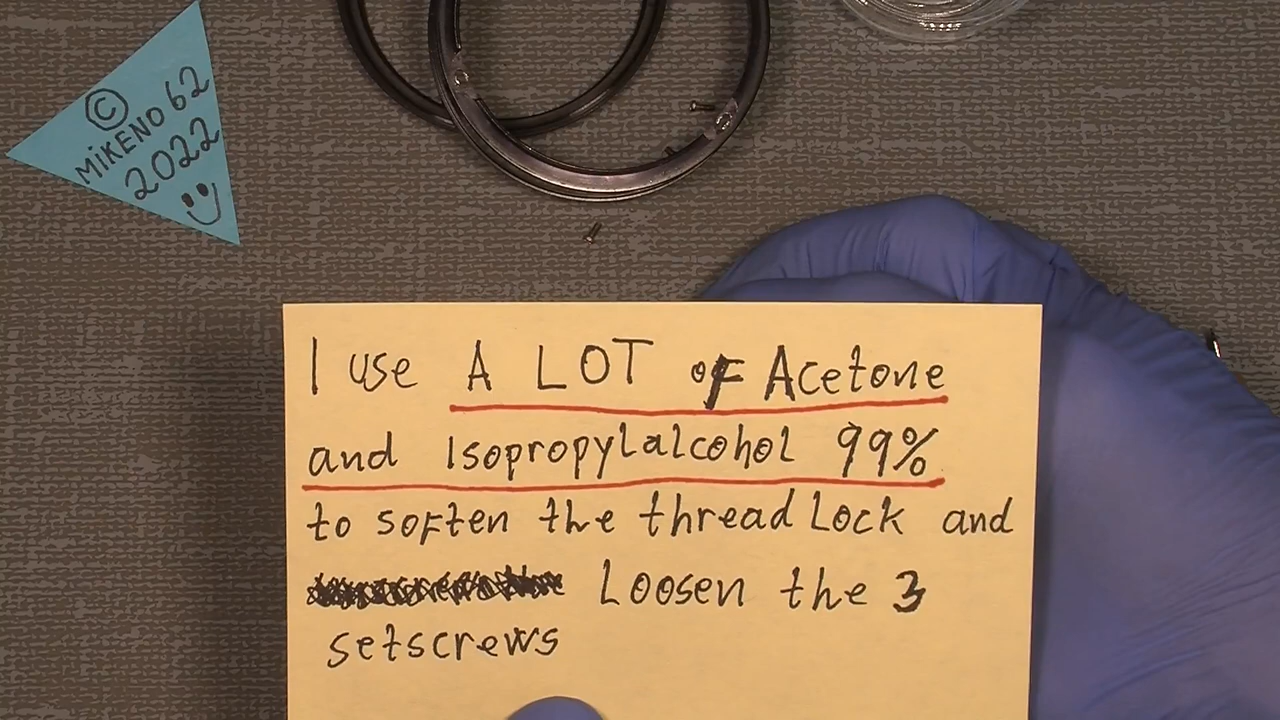 © MIKENO 62
2022
I use A LOT of Acetone
and Isopropylalcohol 99%
to soften the thread Lock and
Loosen the 3
setscrews